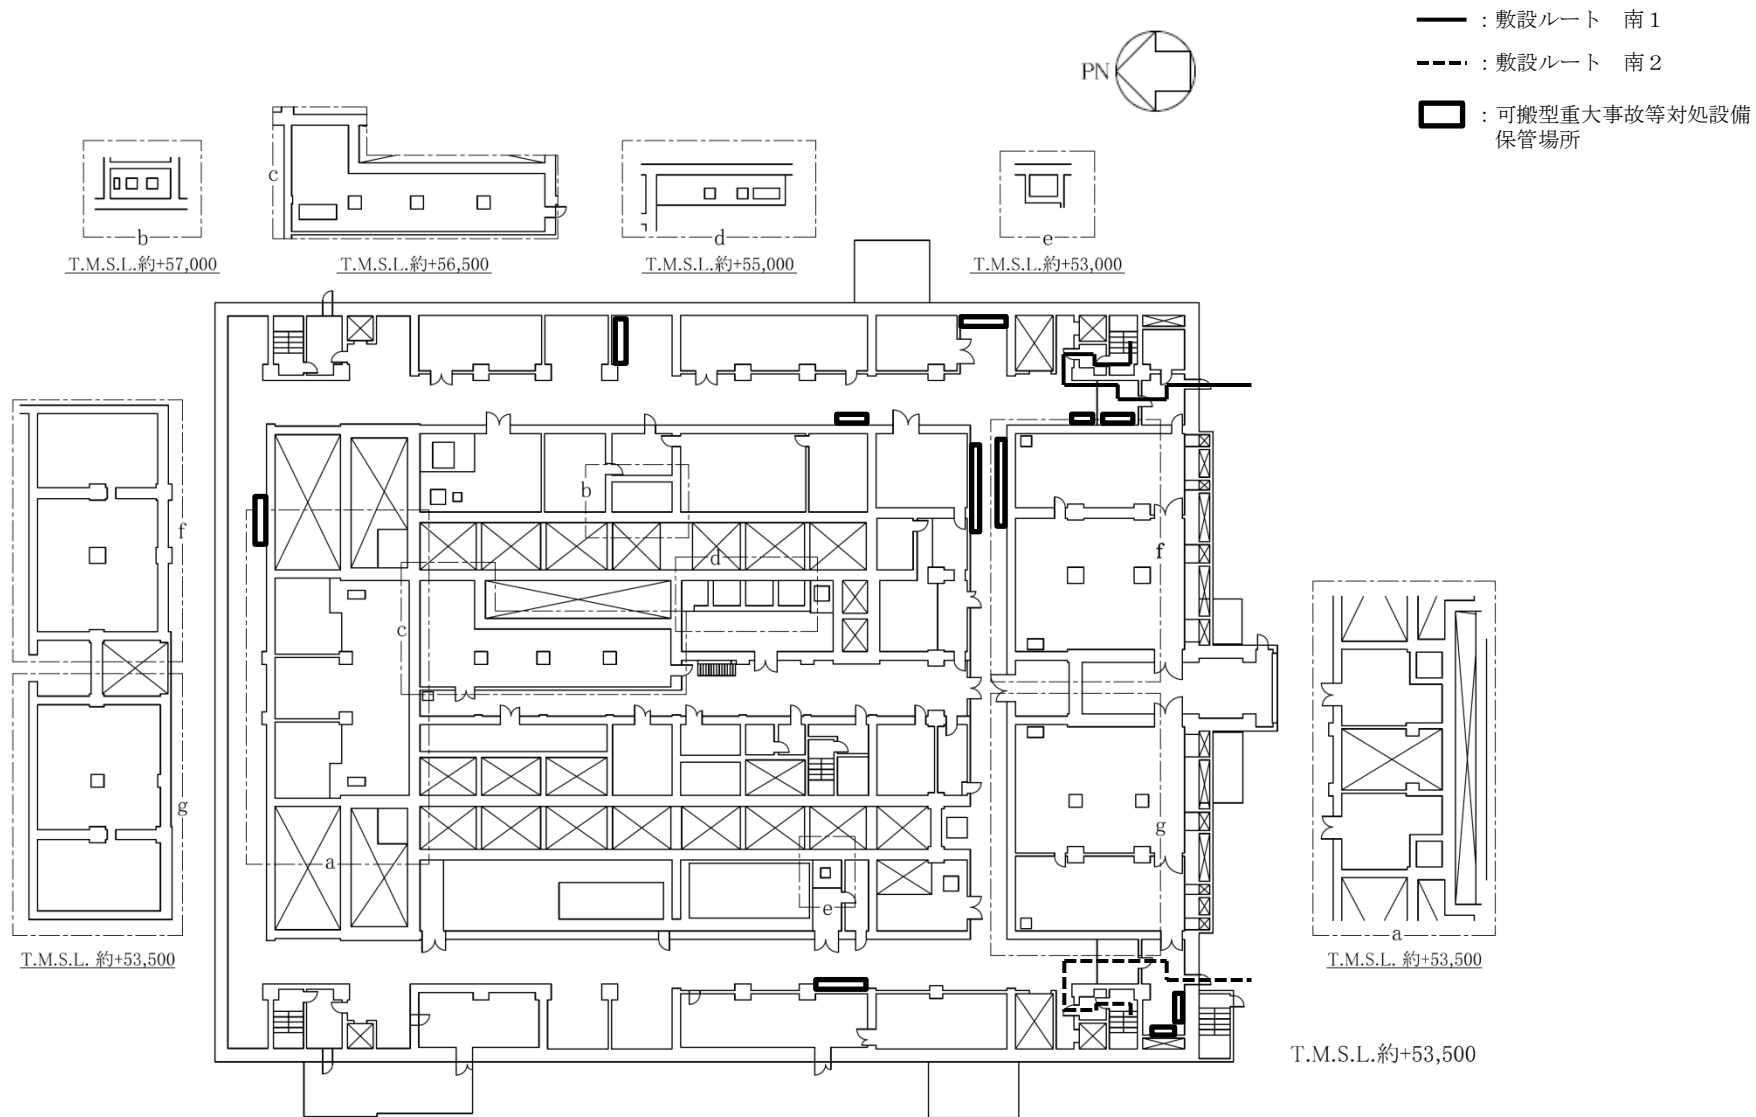 ：敷設ルート　南１
：敷設ルート　南２
：可搬型重大事故等対処設備
保管場所
PN
b
T.M.S.L.約+57,000
c
T.M.S.L.約+56,500
d
T.M.S.L.約+55,000
e
T.M.S.L.約+53,000
f
g
T.M.S.L. 約+53,500
b
d
c
f
a
g
e
a
T.M.S.L. 約+53,500
T.M.S.L.約+53,500